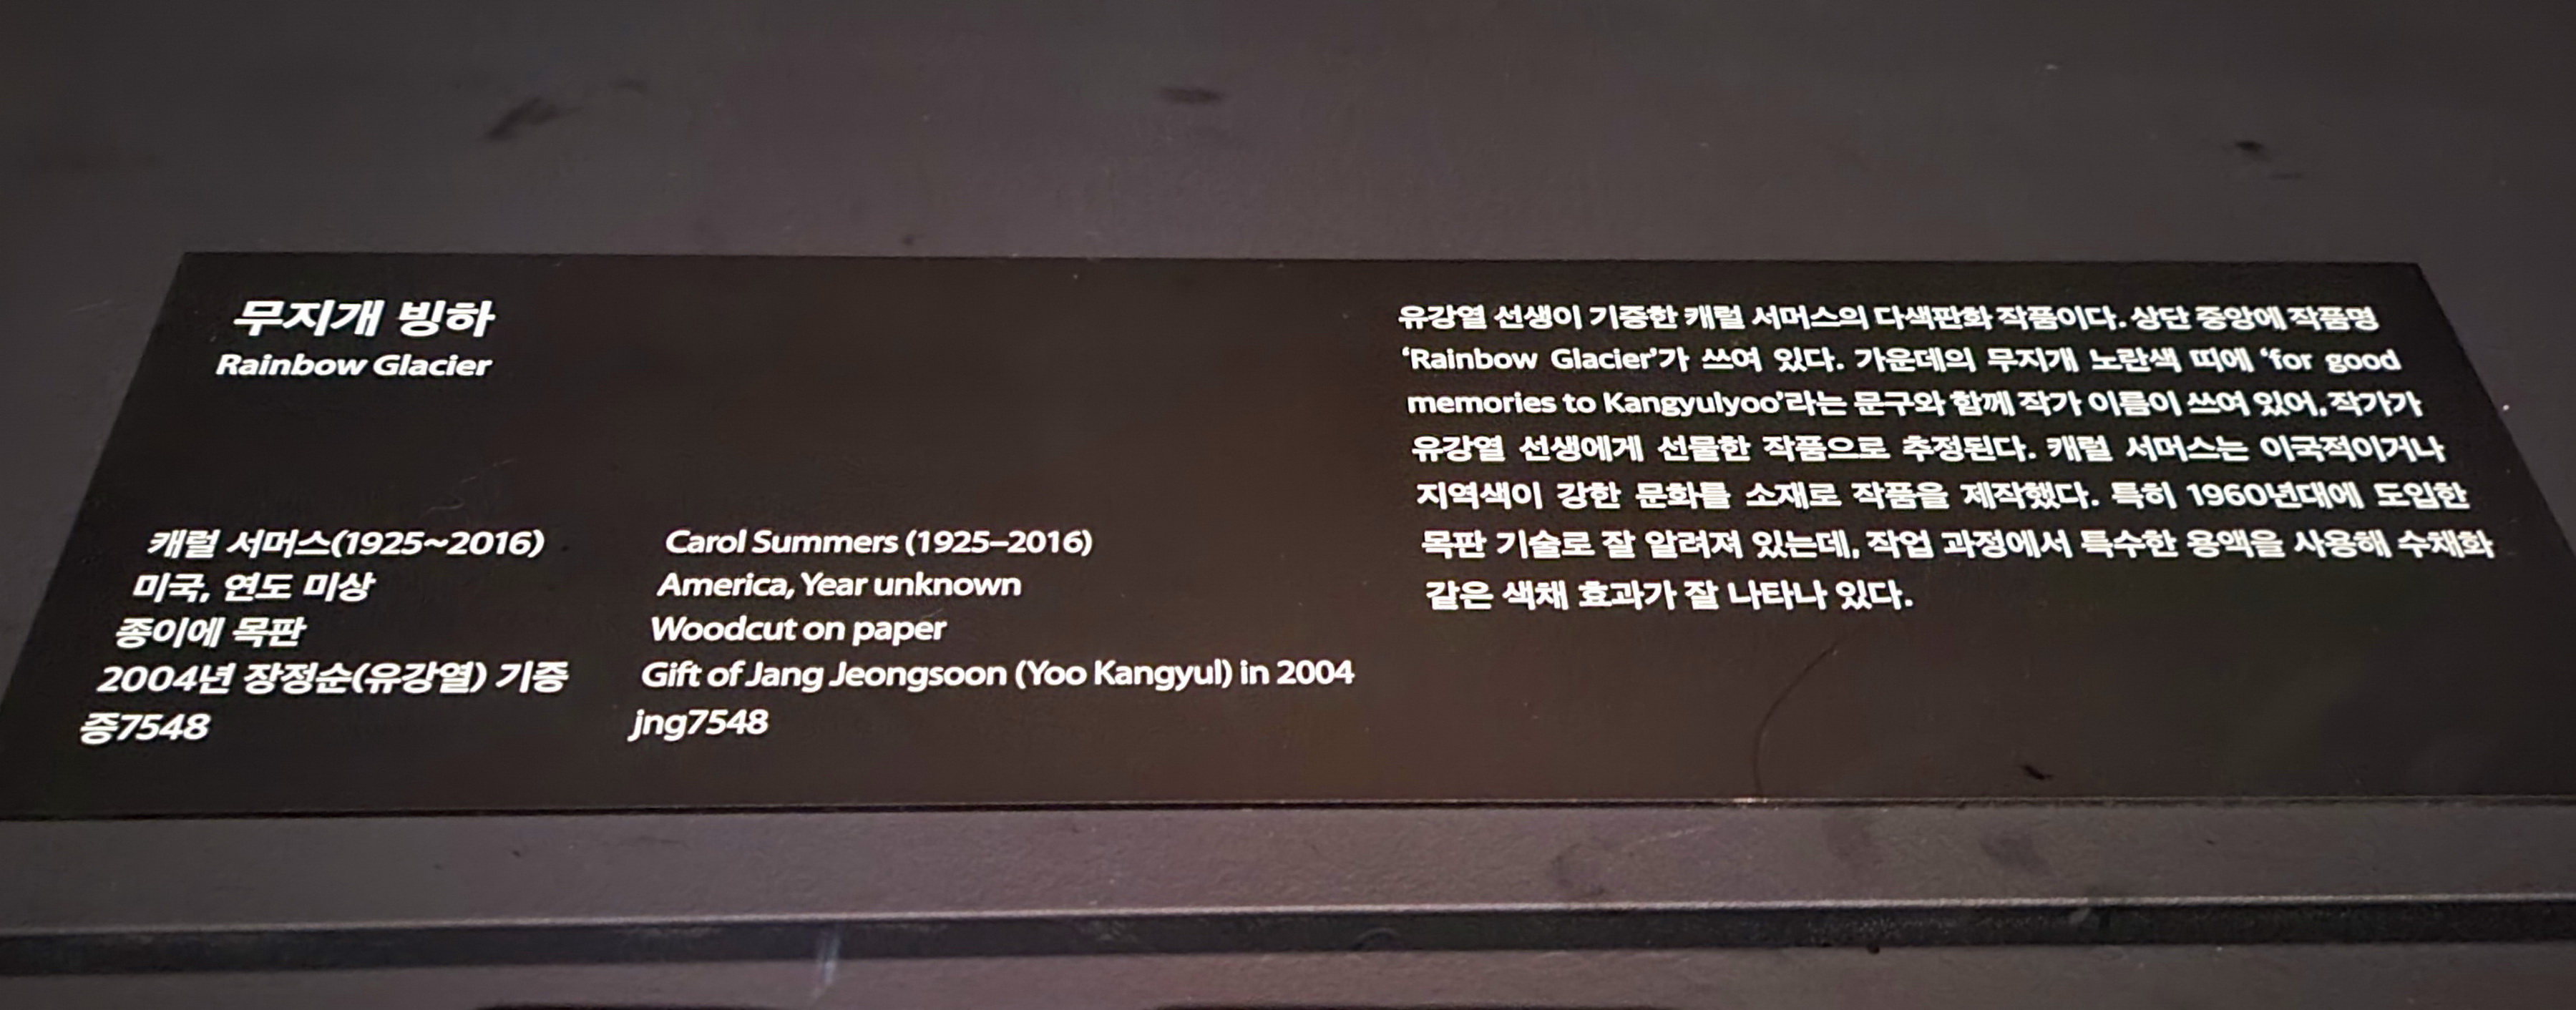 무지개 빙하
Rainbow Glacier
캐럴 서머스(1925~2016)
미국, 연도 미상
종이에 목판
2004년 장정순(유강열) 기증
증7548
Carol Summers (1925–2016)
America, Year unknown
Woodcut on paper
Gift of Jang Jeongsoon (Yoo Kangyul) in 2004
jng7548
유강열 선생이 기증한 캐럴 서머스의 다색판화 작품이다. 상단 중앙에 작품명
‘Rainbow Glacier’가 쓰여 있다. 가운데의 무지개 노란색 띠에 ‘for good
memories to Kangyulyoo’라는 문구와 함께 작가 이름이 쓰여 있어, 작가가
유강열 선생에게 선물한 작품으로 추정된다. 캐럴 서머스는 이국적이거나
지역색이 강한 문화를 소재로 작품을 제작했다. 특히 1960년대에 도입한
목판 기술로 잘 알려져 있는데, 작업 과정에서 특수한 용액을 사용해 수채화
같은 색채 효과가 잘 나타나 있다.